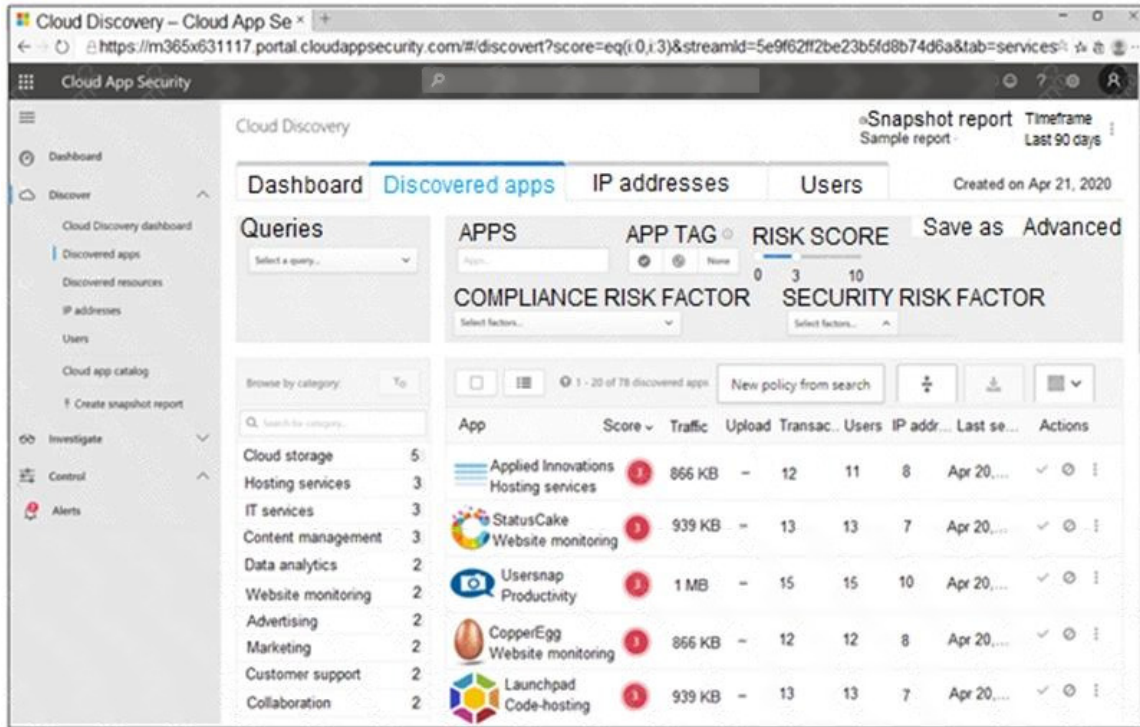 Cloud Discovery – Cloud App Se × +
https://m365x631117.portal.cloudappsecurity.com/#/discovert?score=eq(i:0,i:3)&streamId=5e9f62ff2be23b5fd8b74d6a&tab=services
Cloud App Security
Cloud Discovery
Snapshot report
Sample report
Timeframe
Last 90 days
Dashboard
Discover
Cloud Discovery dashboard
Discovered apps
Discovered resources
IP addresses
Users
Cloud app catalog
Create snapshot report
Investigate
Control
Alerts
Dashboard Discovered apps IP addresses Users Created on Apr 21, 2020
Queries
Select a query...
APPS
Apps...
APP TAG
None
RISK SCORE
0 3 10
Save as Advanced
COMPLIANCE RISK FACTOR
Select factors...
SECURITY RISK FACTOR
Select factors...
Browse by category:
Search for category...
Cloud storage 5
Hosting services 3
IT services 3
Content management 3
Data analytics 2
Website monitoring 2
Advertising 2
Marketing 2
Customer support 2
Collaboration 2
1 - 20 of 78 discovered apps New policy from search
App Score Traffic Upload Transac.. Users IP addr... Last se... Actions
Applied Innovations
Hosting services
3 866 KB – 12 11 8 Apr 20,...
StatusCake
Website monitoring
3 939 KB – 13 13 7 Apr 20,...
Usersnap
Productivity
3 1 MB – 15 15 10 Apr 20,...
CopperEgg
Website monitoring
3 866 KB – 12 12 8 Apr 20,...
Launchpad
Code-hosting
3 939 KB – 13 13 7 Apr 20,...